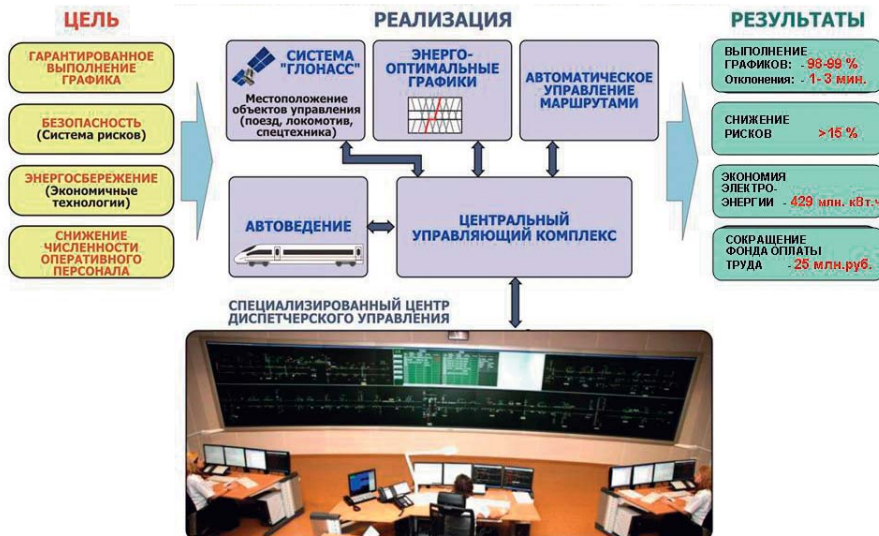 ЦЕЛЬ
ГАРАНТИРОВАННОЕ
ВЫПОЛНЕНИЕ
ГРАФИКА
БЕЗОПАСНОСТЬ
(Система рисков)
ЭНЕРГОСБЕРЕЖЕНИЕ
(Экономичные
технологии)
СНИЖЕНИЕ
ЧИСЛЕННОСТИ
ОПЕРАТИВНОГО
ПЕРСОНАЛА
РЕАЛИЗАЦИЯ
СИСТЕМА
"ГЛОНАСС"
Местоположение
объектов управления
(поезд, локомотив,
спецтехника)
ЭНЕРГО-
ОПТИМАЛЬНЫЕ
ГРАФИКИ
АВТОМАТИЧЕСКОЕ
УПРАВЛЕНИЕ
МАРШРУТАМИ
АВТОВЕДЕНИЕ
ЦЕНТРАЛЬНЫЙ
УПРАВЛЯЮЩИЙ КОМПЛЕКС
СПЕЦИАЛИЗИРОВАННЫЙ ЦЕНТР
ДИСПЕТЧЕРСКОГО УПРАВЛЕНИЯ
РЕЗУЛЬТАТЫ
ВЫПОЛНЕНИЕ
ГРАФИКОВ: - 98-99 %
Отклонения: - 1- 3 мин.
СНИЖЕНИЕ
РИСКОВ >15 %
ЭКОНОМИЯ
ЭЛЕКТРО-
ЭНЕРГИИ - 429 млн. кВт.ч
СОКРАЩЕНИЕ
ФОНДА ОПЛАТЫ
ТРУДА - 25 млн.руб.